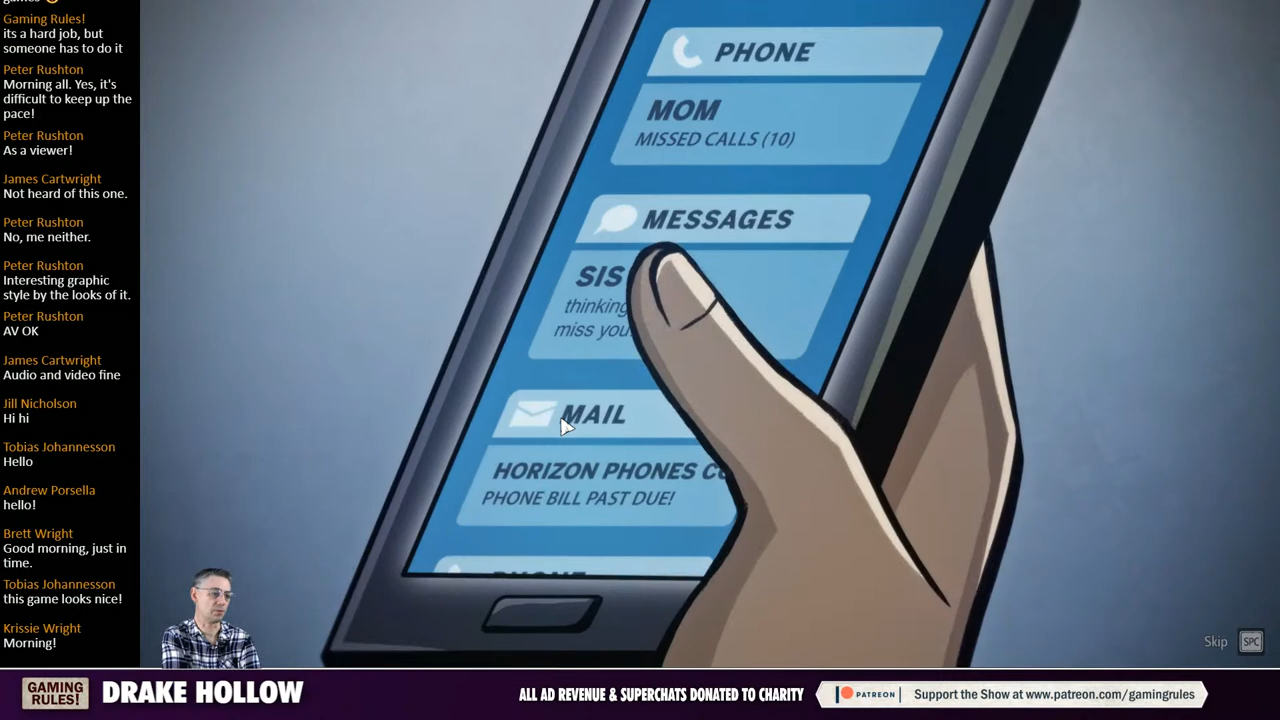 Gaming Rules!
its a hard job, but
someone has to do it
Peter Rushton
Morning all. Yes, it's
difficult to keep up the
pace!
Peter Rushton
As a viewer!
James Cartwright
Not heard of this one.
Peter Rushton
No, me neither.
Peter Rushton
Interesting graphic
style by the looks of it.
Peter Rushton
AV OK
James Cartwright
Audio and video fine
Jill Nicholson
Hi hi
Tobias Johannesson
Hello
Andrew Porsella
hello!
Brett Wright
Good morning, just in
time.
Tobias Johannesson
this game looks nice!
Krissie Wright
Morning!
PHONE
MOM
MISSED CALLS (10)
MESSAGES
SIS
thinking
miss you
MAIL
HORIZON PHONES
PHONE BILL PAST DUE!
Skip SPC
GAMING
RULES!
DRAKE HOLLOW
ALL AD REVENUE & SUPERCHATS DONATED TO CHARITY
PATREON
Support the Show at www.patreon.com/gamingrules